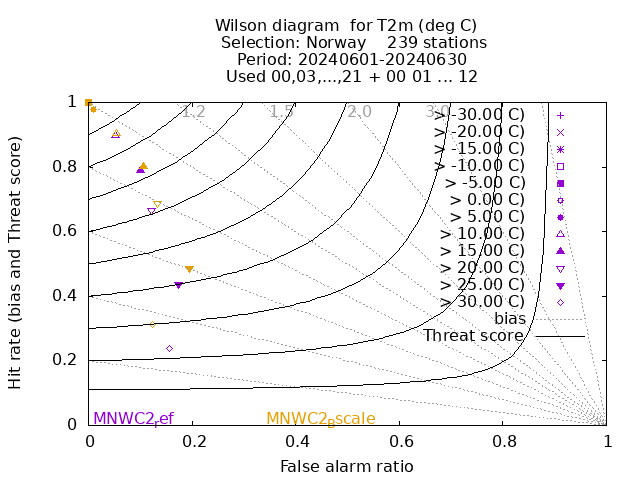 Wilson diagram  for T2m (deg C)
Selection: Norway    239 stations
Period: 20240601-20240630
Used 00,03,...,21 + 00 01 ... 12
Hit rate (bias and Threat score)
1
0.8
0.6
0.4
0.2
0
1.2
1.5
2.0
3.0
> -30.00 C)
> -20.00 C)
> -15.00 C)
> -10.00 C)
> -5.00 C)
> 0.00 C)
> 5.00 C)
> 10.00 C)
> 15.00 C)
> 20.00 C)
> 25.00 C)
> 30.00 C)
bias
Threat score
MNWC2ref
MNWC2Bscale
0
0.2
0.4
0.6
0.8
1
False alarm ratio